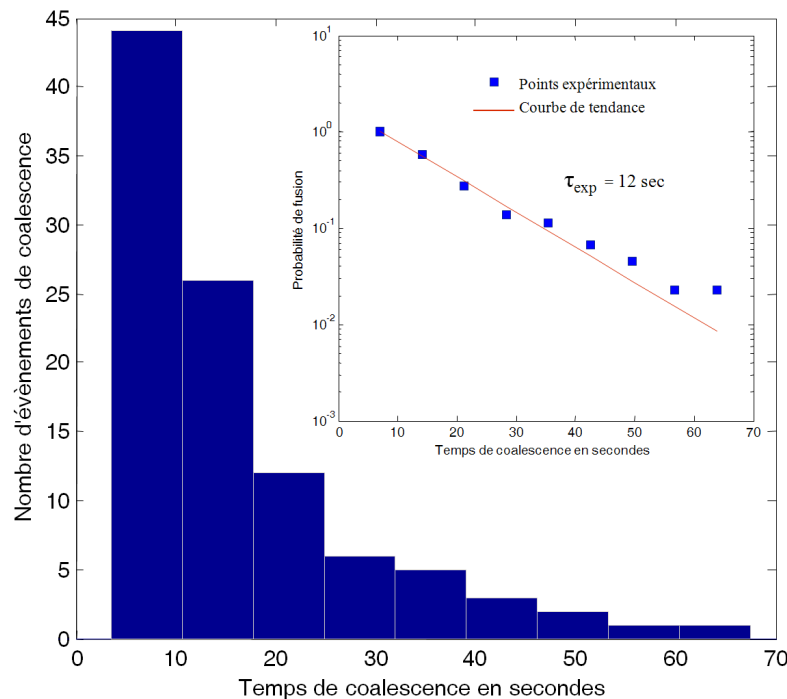 Nombre d'évènements de coalescence
45
40
35
30
25
20
15
10
5
0
0 10 20 30 40 50 60 70
Temps de coalescence en secondes
Probabilité de fusion
10^1
10^0
10^-1
10^-2
10^-3
Points expérimentaux
Courbe de tendance
τ_exp = 12 sec
0 10 20 30 40 50 60 70
Temps de coalescence en secondes